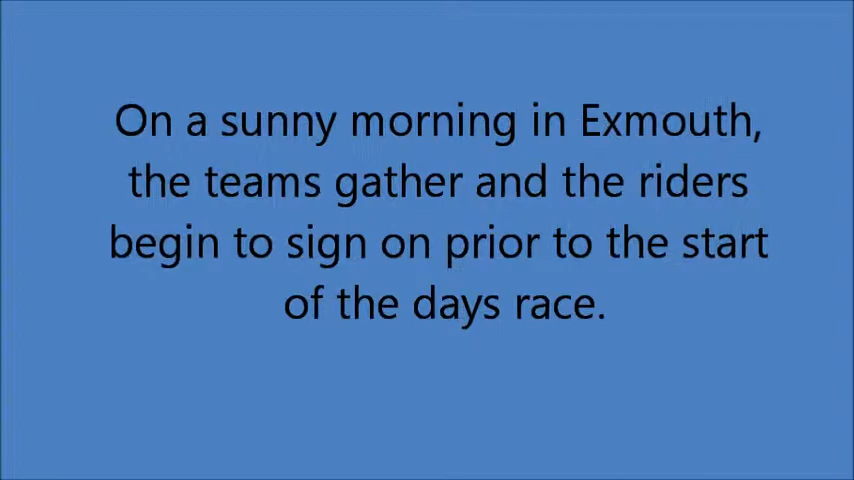 On a sunny morning in Exmouth,
the teams gather and the riders
begin to sign on prior to the start
of the days race.